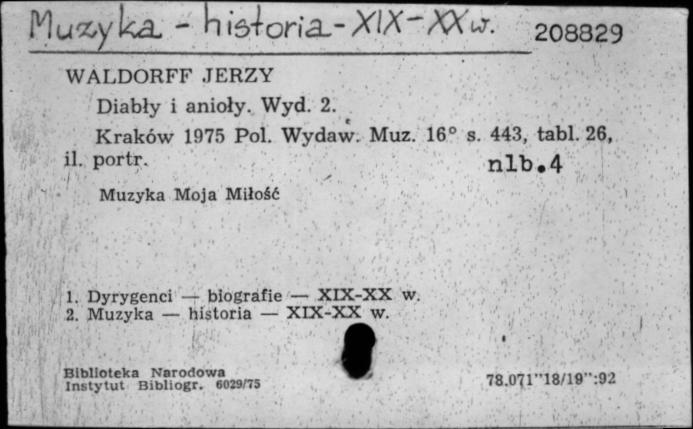 Muzyka - historia - XIX-XX w. 208829
WALDORFF JERZY
Diabły i anioły. Wyd. 2.
Kraków 1975 Pol. Wydaw. Muz. 16° s. 443, tabl. 26,
il. portr. nlb.4
Muzyka Moja Miłość
1. Dyrygenci — biografie — XIX-XX w.
2. Muzyka — historia — XIX-XX w.
Biblioteka Narodowa
Instytut Bibliogr. 6029/75 78.071"18/19":92